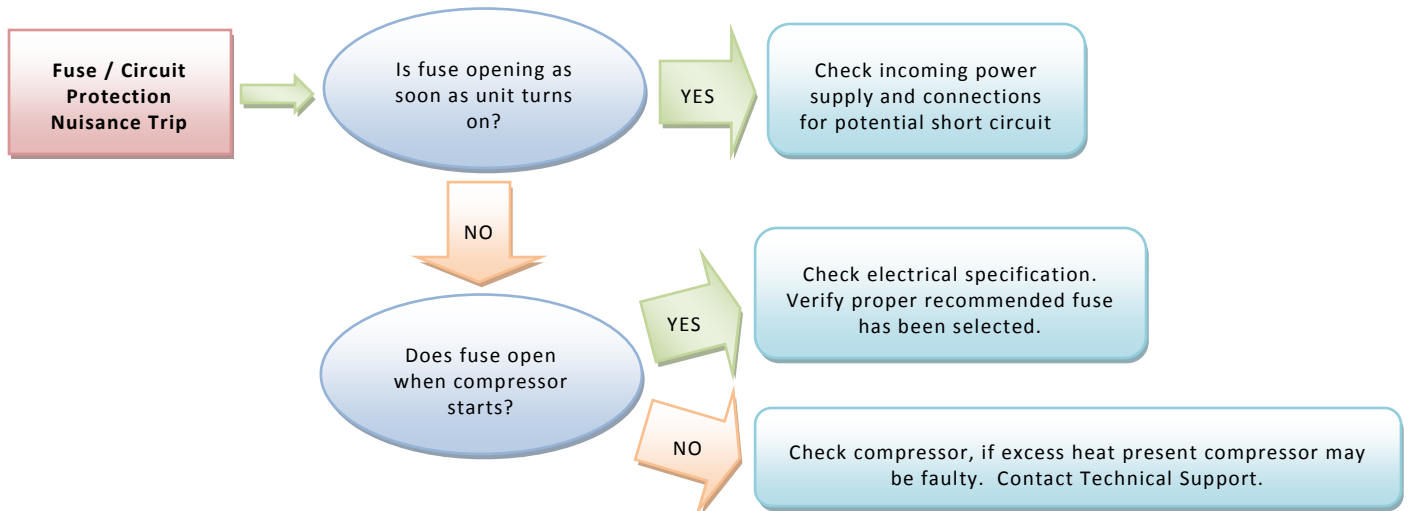 Fuse / Circuit
Protection
Nuisance Trip
Is fuse opening as
soon as unit turns
on?
YES
Check incoming power
supply and connections
for potential short circuit
NO
Does fuse open
when compressor
starts?
YES
Check electrical specification.
Verify proper recommended fuse
has been selected.
NO
Check compressor, if excess heat present compressor may
be faulty.  Contact Technical Support.